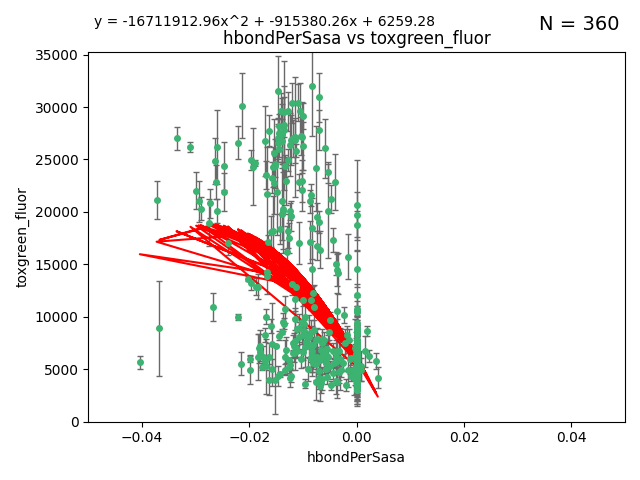 y = -16711912.96x^2 + -915380.26x + 6259.28
N = 360
hbondPerSasa vs toxgreen_fluor
35000
30000
25000
20000
15000
10000
5000
0
toxgreen_fluor
−0.04
−0.02
0.00
0.02
0.04
hbondPerSasa